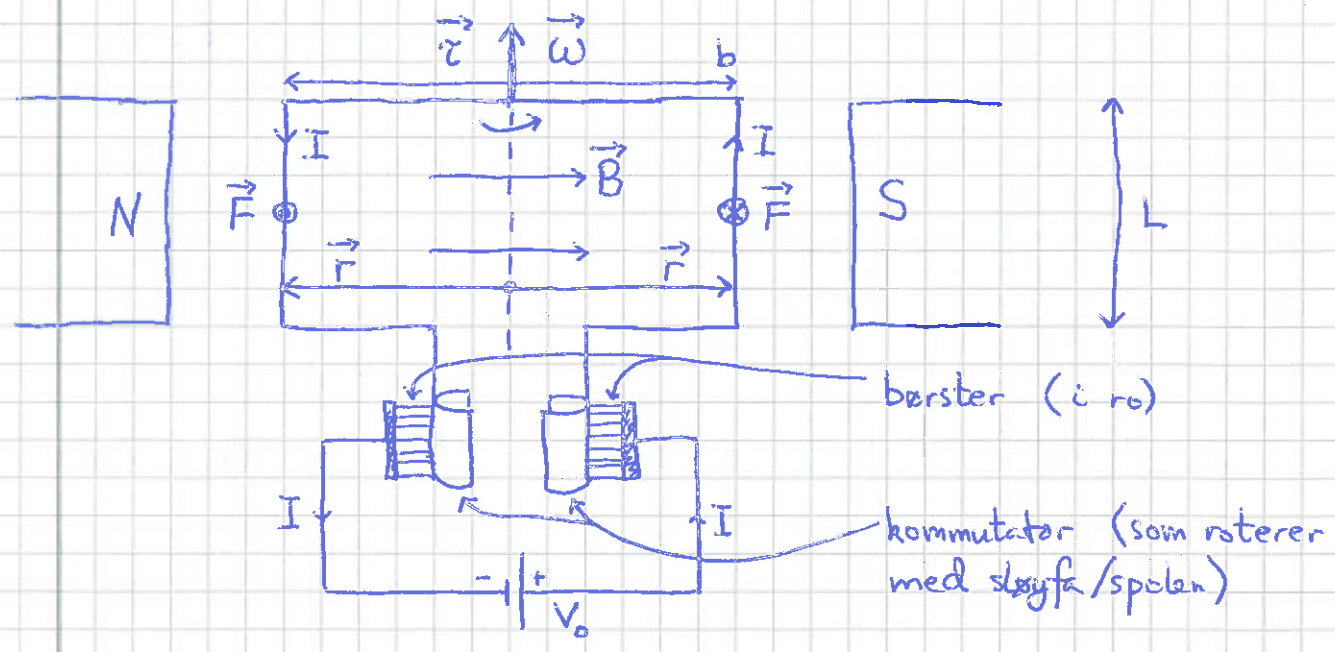 τ⃗ ω⃗
b
I I
B⃗
N F⃗ F⃗ S L
r⃗ r⃗
børster (i ro)
I I
kommutator (som roterer
med sløyfa/spolen)
- +
V₀